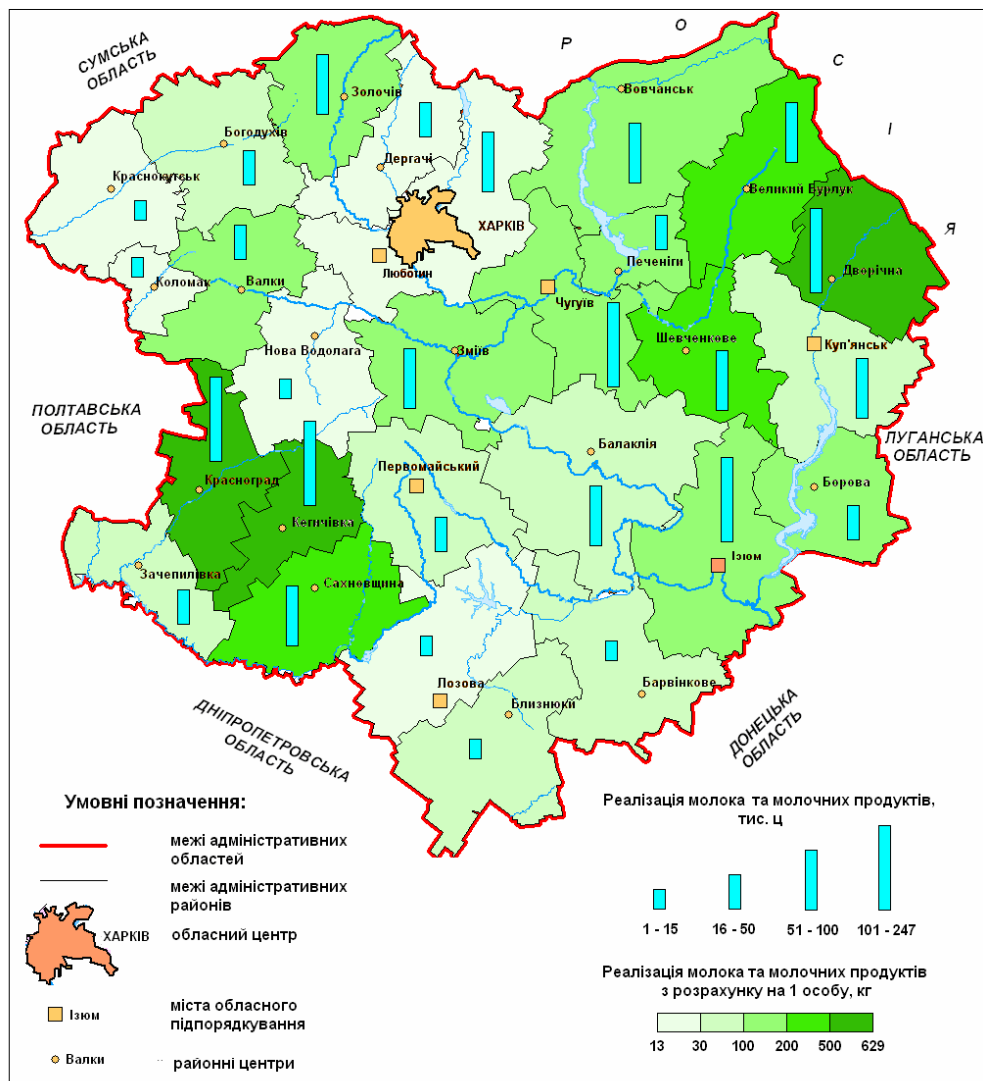 СУМСЬКА
ОБЛАСТЬ
Р О С І Я
Золочів
Вовчанськ
Богодухів
Дергачі
Краснокутськ
Великий Бурлук
ХАРКІВ
Люботин
Печеніги
Дворічна
Коломак
Валки
Чугуїв
Нова Водолага
Зміїв
Шевченкове
Куп'янськ
ПОЛТАВСЬКА
ОБЛАСТЬ
ЛУГАНСЬКА
ОБЛАСТЬ
Балаклія
Первомайський
Красноград
Борова
Кегичівка
Ізюм
Зачепилівка
Сахновщина
Лозова
Барвінкове
Близнюки
ДНІПРОПЕТРОВСЬКА
ОБЛАСТЬ
ДОНЕЦЬКА
ОБЛАСТЬ
Умовні позначення:
межі адміністративних
областей
межі адміністративних
районів
ХАРКІВ обласний центр
Ізюм міста обласного
підпорядкування
Валки районні центри
Реалізація молока та молочних продуктів,
тис. ц
1 - 15 16 - 50 51 - 100 101 - 247
Реалізація молока та молочних продуктів
з розрахунку на 1 особу, кг
13 30 100 200 500 629